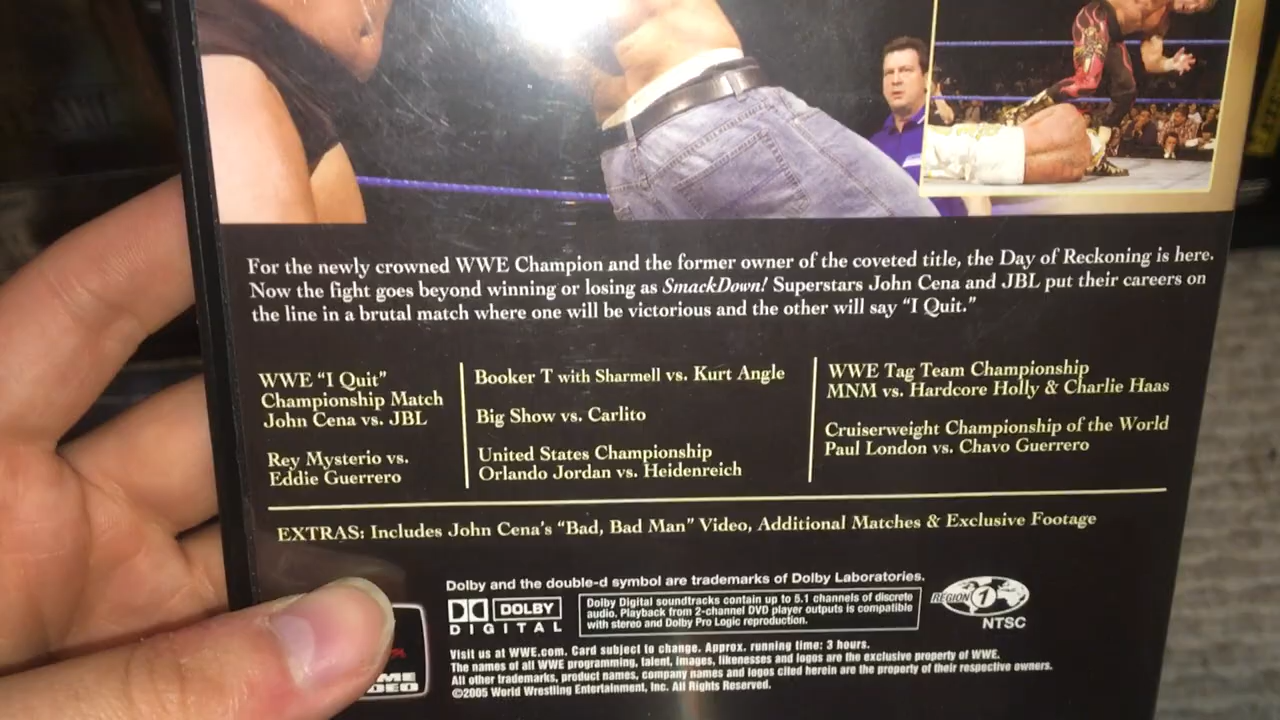 For the newly crowned WWE Champion and the former owner of the coveted title, the Day of Reckoning is here.
Now the fight goes beyond winning or losing as SmackDown! Superstars John Cena and JBL put their careers on
the line in a brutal match where one will be victorious and the other will say “I Quit.”
WWE “I Quit”
Championship Match
John Cena vs. JBL
Rey Mysterio vs.
Eddie Guerrero
Booker T with Sharmell vs. Kurt Angle
Big Show vs. Carlito
United States Championship
Orlando Jordan vs. Heidenreich
WWE Tag Team Championship
MNM vs. Hardcore Holly & Charlie Haas
Cruiserweight Championship of the World
Paul London vs. Chavo Guerrero
EXTRAS: Includes John Cena's “Bad, Bad Man” Video, Additional Matches & Exclusive Footage
Dolby and the double-d symbol are trademarks of Dolby Laboratories.
DOLBY
DIGITAL
Dolby Digital soundtracks contain up to 5.1 channels of discrete
audio. Playback from 2-channel DVD player outputs is compatible
with stereo and Dolby Pro Logic reproduction.
REGION 1
NTSC
Visit us at WWE.com. Card subject to change. Approx. running time: 3 hours.
The names of all WWE programming, talent, images, likenesses and logos are the exclusive property of WWE.
All other trademarks, product names, company names and logos cited herein are the property of their respective owners.
©2005 World Wrestling Entertainment, Inc. All Rights Reserved.